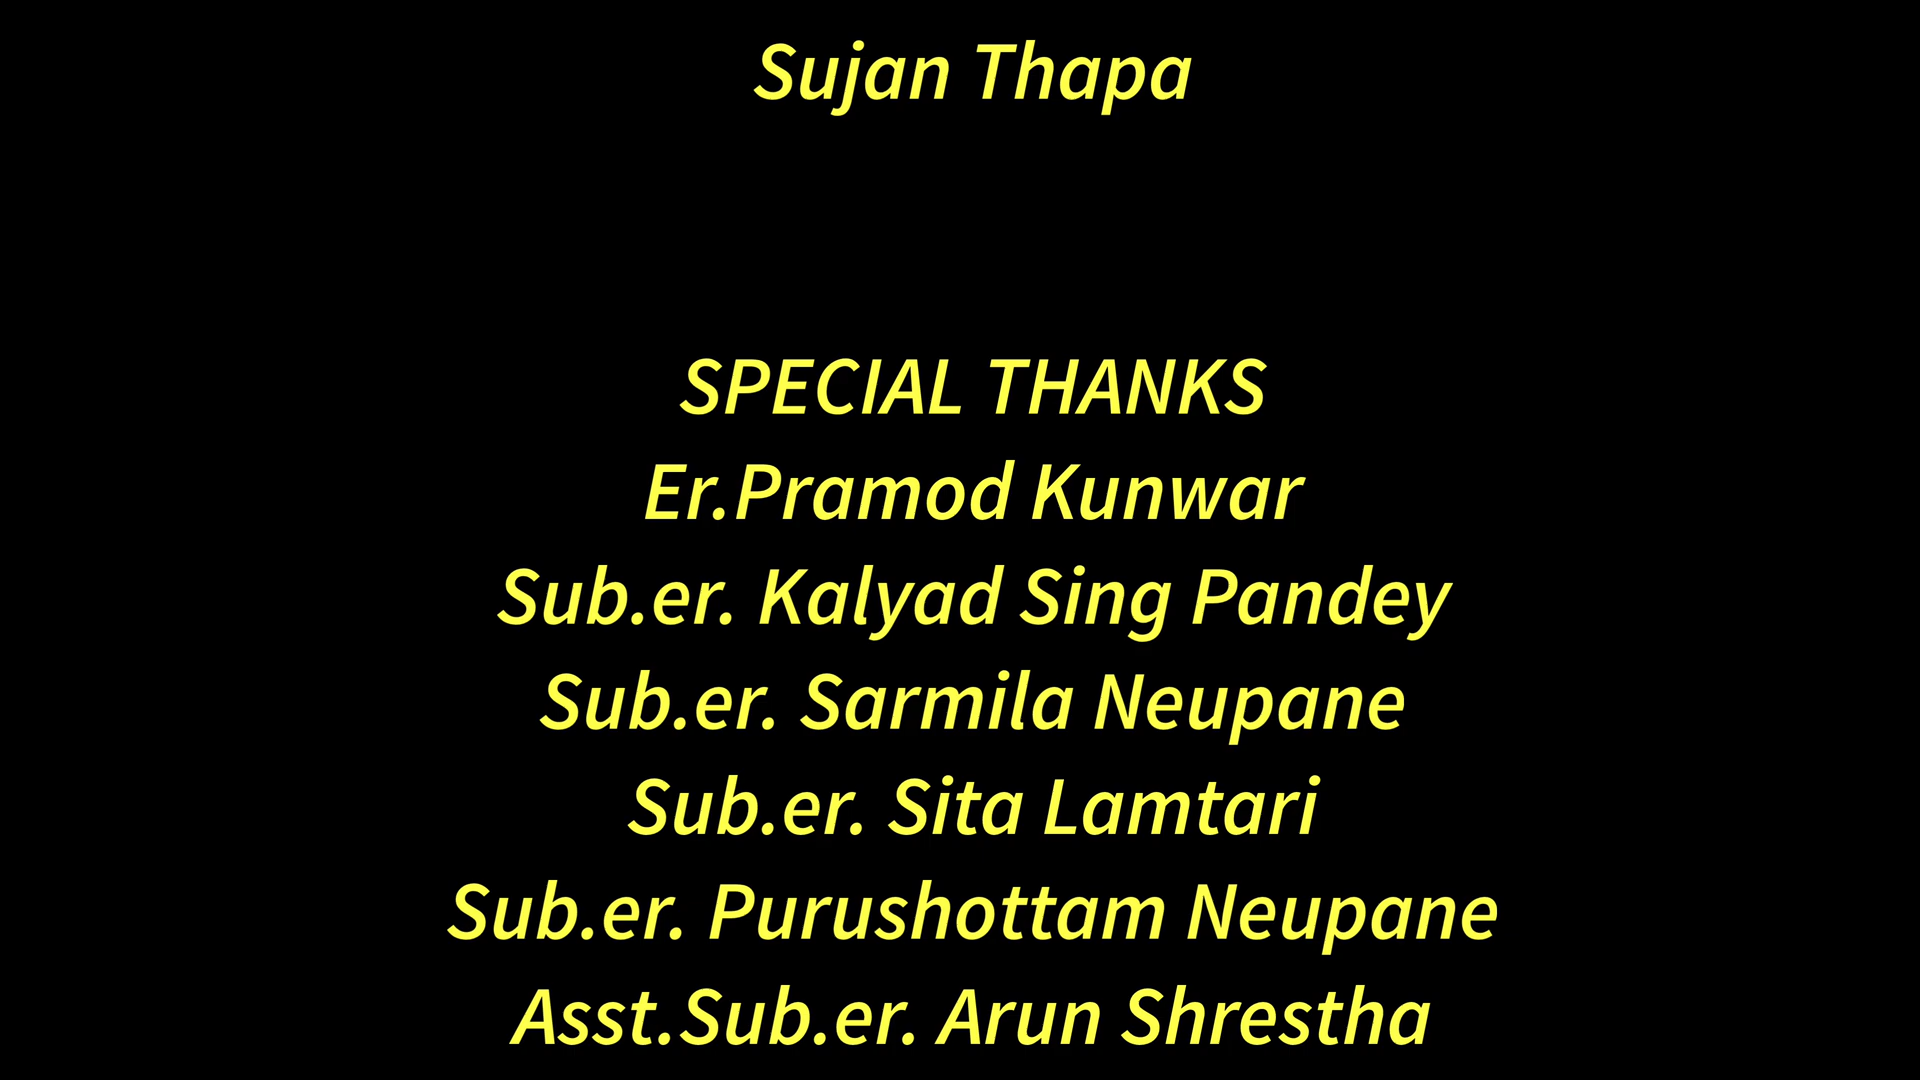 Sujan Thapa
SPECIAL THANKS
Er.Pramod Kunwar
Sub.er. Kalyad Sing Pandey
Sub.er. Sarmila Neupane
Sub.er. Sita Lamtari
Sub.er. Purushottam Neupane
Asst.Sub.er. Arun Shrestha